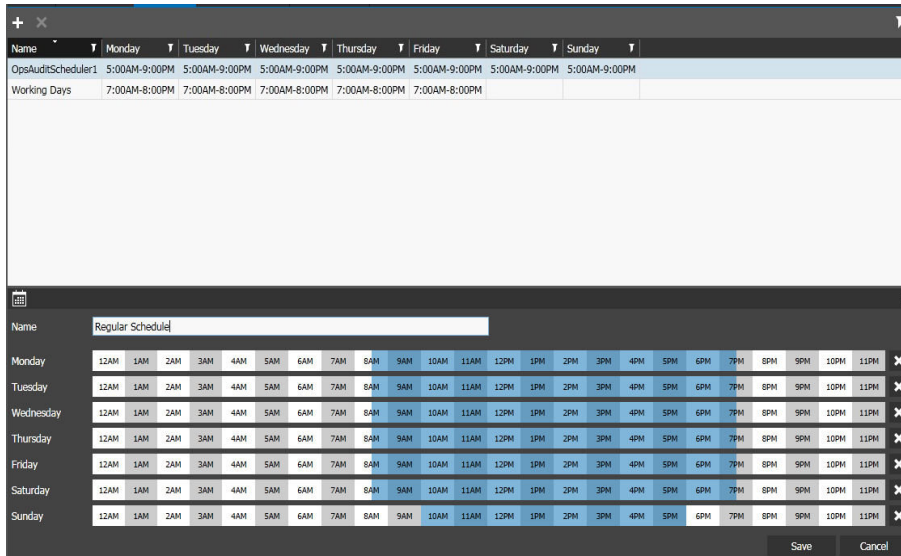 Name Monday Tuesday Wednesday Thursday Friday Saturday Sunday
OpsAuditScheduler1 5:00AM-9:00PM 5:00AM-9:00PM 5:00AM-9:00PM 5:00AM-9:00PM 5:00AM-9:00PM 5:00AM-9:00PM 5:00AM-9:00PM
Working Days 7:00AM-8:00PM 7:00AM-8:00PM 7:00AM-8:00PM 7:00AM-8:00PM 7:00AM-8:00PM
Name Regular Schedule
Monday 12AM 1AM 2AM 3AM 4AM 5AM 6AM 7AM 8AM 9AM 10AM 11AM 12PM 1PM 2PM 3PM 4PM 5PM 6PM 7PM 8PM 9PM 10PM 11PM
Tuesday 12AM 1AM 2AM 3AM 4AM 5AM 6AM 7AM 8AM 9AM 10AM 11AM 12PM 1PM 2PM 3PM 4PM 5PM 6PM 7PM 8PM 9PM 10PM 11PM
Wednesday 12AM 1AM 2AM 3AM 4AM 5AM 6AM 7AM 8AM 9AM 10AM 11AM 12PM 1PM 2PM 3PM 4PM 5PM 6PM 7PM 8PM 9PM 10PM 11PM
Thursday 12AM 1AM 2AM 3AM 4AM 5AM 6AM 7AM 8AM 9AM 10AM 11AM 12PM 1PM 2PM 3PM 4PM 5PM 6PM 7PM 8PM 9PM 10PM 11PM
Friday 12AM 1AM 2AM 3AM 4AM 5AM 6AM 7AM 8AM 9AM 10AM 11AM 12PM 1PM 2PM 3PM 4PM 5PM 6PM 7PM 8PM 9PM 10PM 11PM
Saturday 12AM 1AM 2AM 3AM 4AM 5AM 6AM 7AM 8AM 9AM 10AM 11AM 12PM 1PM 2PM 3PM 4PM 5PM 6PM 7PM 8PM 9PM 10PM 11PM
Sunday 12AM 1AM 2AM 3AM 4AM 5AM 6AM 7AM 8AM 9AM 10AM 11AM 12PM 1PM 2PM 3PM 4PM 5PM 6PM 7PM 8PM 9PM 10PM 11PM
Save Cancel